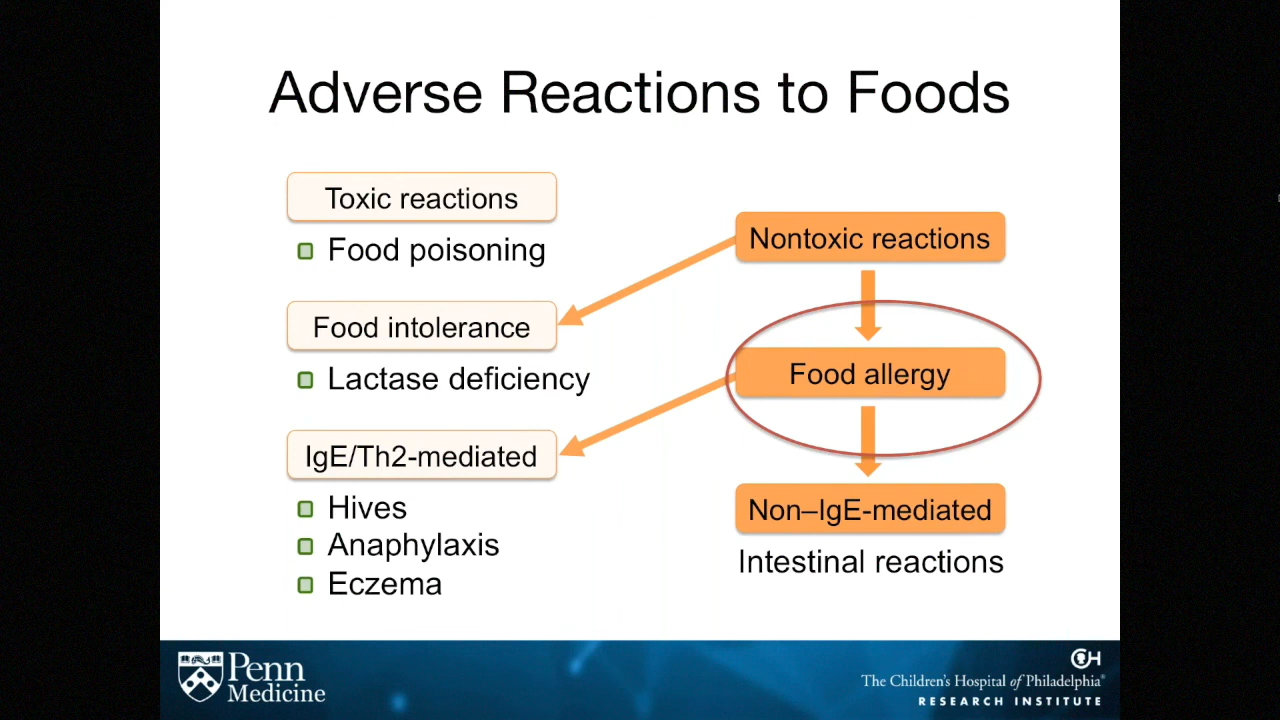 Adverse Reactions to Foods
Toxic reactions
Food poisoning
Food intolerance
Lactase deficiency
IgE/Th2-mediated
Hives
Anaphylaxis
Eczema
Nontoxic reactions
Food allergy
Non–IgE-mediated
Intestinal reactions
Penn
Medicine
CH
The Children's Hospital of Philadelphia®
RESEARCH INSTITUTE